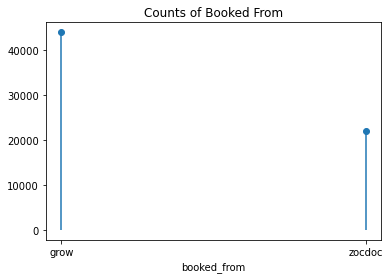 Counts of Booked From
40000
30000
20000
10000
0
grow
zocdoc
booked_from